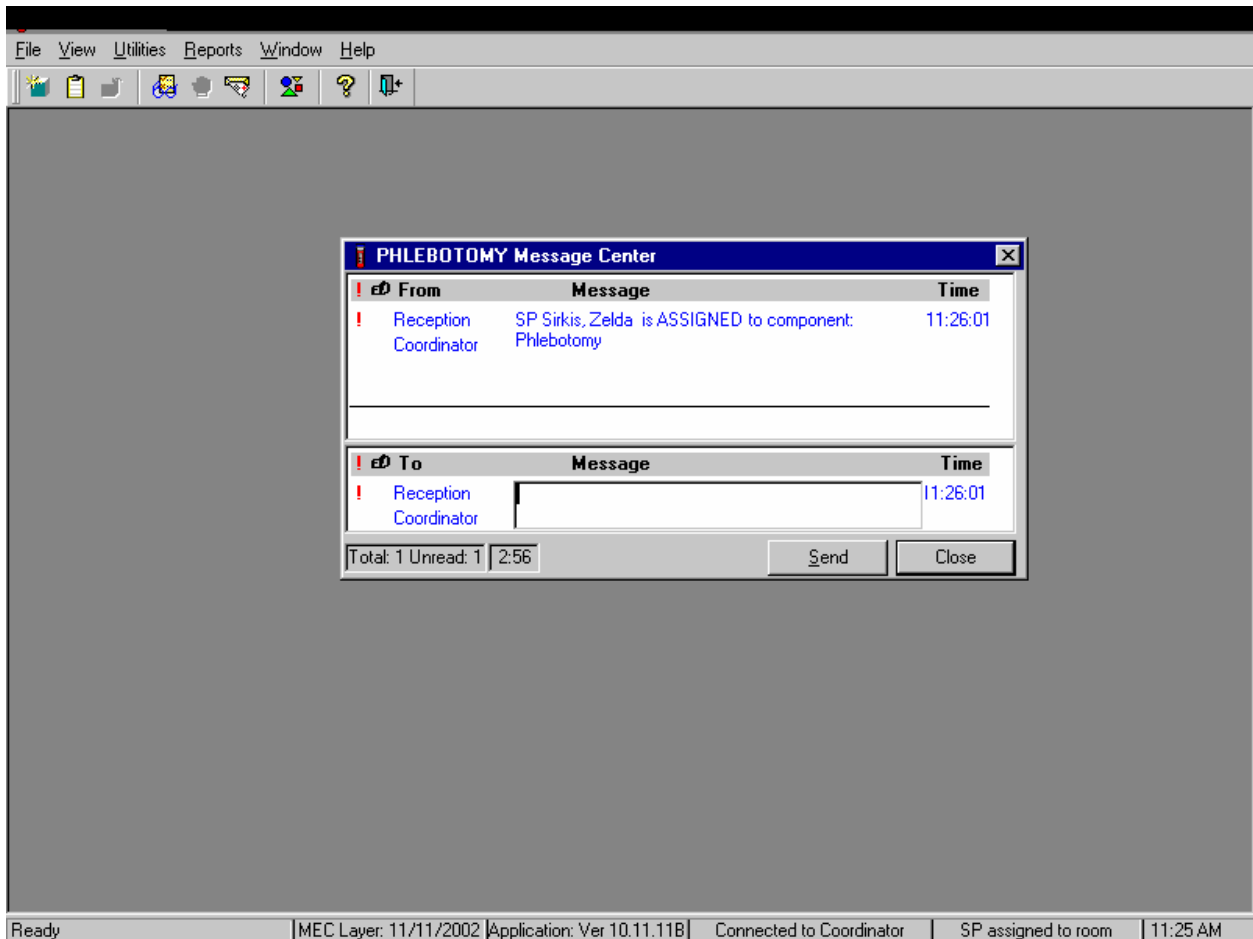 File View Utilities Reports Window Help
PHLEBOTOMY Message Center
! From Message Time
! Reception SP Sirkis, Zelda is ASSIGNED to component: 11:26:01
Coordinator Phlebotomy
! To Message Time
! Reception 11:26:01
Coordinator
Total: 1 Unread: 1 2:56 Send Close
Ready MEC Layer: 11/11/2002 Application: Ver 10.11.11B Connected to Coordinator SP assigned to room 11:25 AM